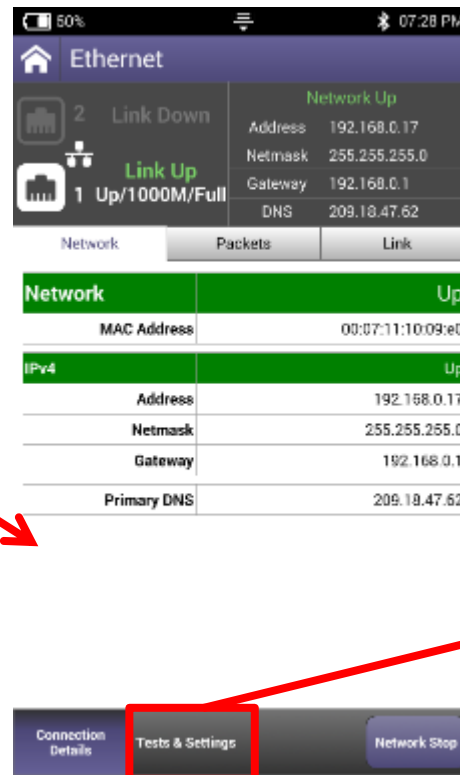 60% 07:28 PM
Ethernet
2 Link Down
Link Up
1 Up/1000M/Full
Network Up
Address 192.168.0.17
Netmask 255.255.255.0
Gateway 192.168.0.1
DNS 209.18.47.62
Network Packets Link
Network Up
MAC Address 00:07:11:10:09:e0
IPv4 Up
Address 192.168.0.17
Netmask 255.255.255.0
Gateway 192.168.0.1
Primary DNS 209.18.47.62
Connection Details Tests & Settings Network Stop